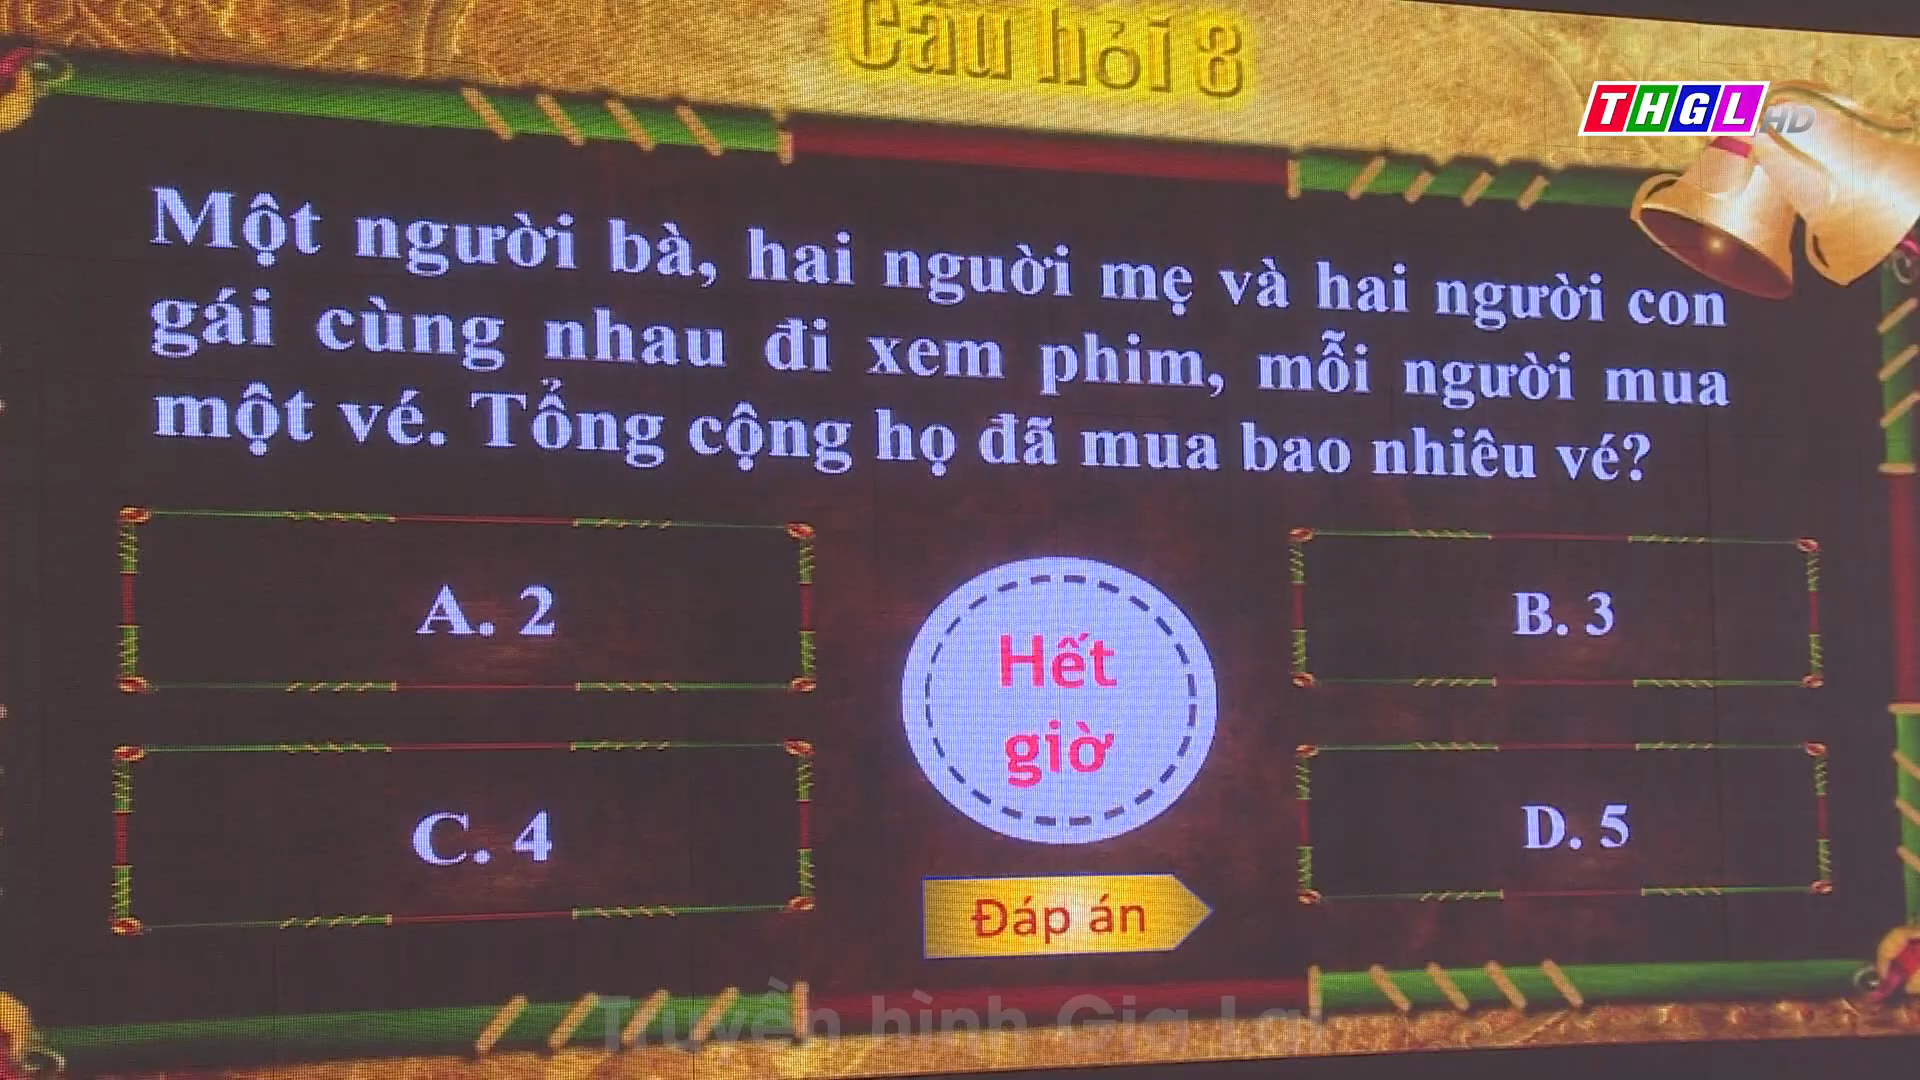 Câu hỏi 8
THGL HD
Một người bà, hai nguời mẹ và hai người con
gái cùng nhau đi xem phim, mỗi người mua
một vé. Tổng cộng họ đã mua bao nhiêu vé?
A. 2
B. 3
Hết
giờ
C. 4
D. 5
Đáp án
Truyền hình Gia Lai